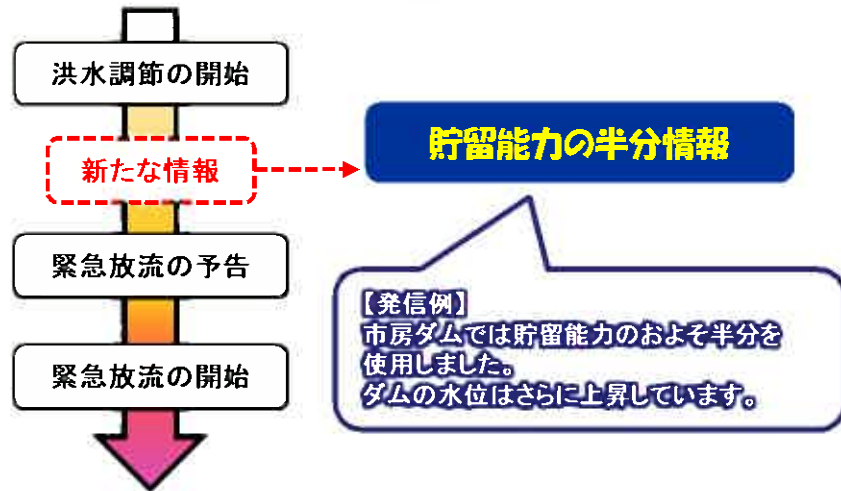 洪水調節の開始
新たな情報
貯留能力の半分情報
緊急放流の予告
【発信例】
市房ダムでは貯留能力のおよそ半分を
使用しました。
ダムの水位はさらに上昇しています。
緊急放流の開始